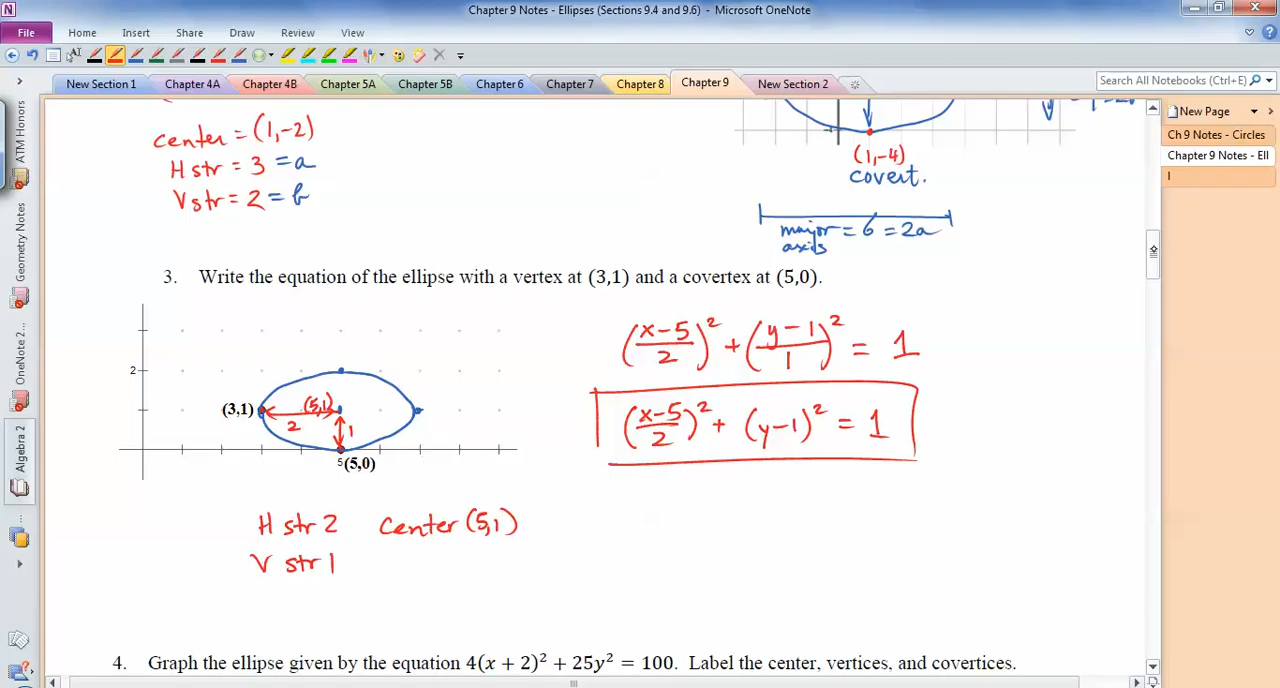 Chapter 9 Notes - Ellipses (Sections 9.4 and 9.6) - Microsoft OneNote
File Home Insert Share Draw Review View
New Section 1 Chapter 4A Chapter 4B Chapter 5A Chapter 5B Chapter 6 Chapter 7 Chapter 8 Chapter 9 New Section 2 Search All Notebooks (Ctrl+E)
ATM Honors
Geometry Notes
OneNote 2...
Algebra 2
New Page
Ch 9 Notes - Circles
Chapter 9 Notes - Ell
I
center = (1,-2)
H str = 3 = a
V str = 2 = b
(1,-4)
covert.
major axis = 6 = 2a
3. Write the equation of the ellipse with a vertex at (3,1) and a covertex at (5,0).
2
(3,1)
(5,1)
2
1
5
(5,0)
((x-5)/2)² + ((y-1)/1)² = 1
((x-5)/2)² + (y-1)² = 1
H str 2 center (5,1)
V str 1
4. Graph the ellipse given by the equation 4(x + 2)² + 25y² = 100. Label the center, vertices, and covertices.